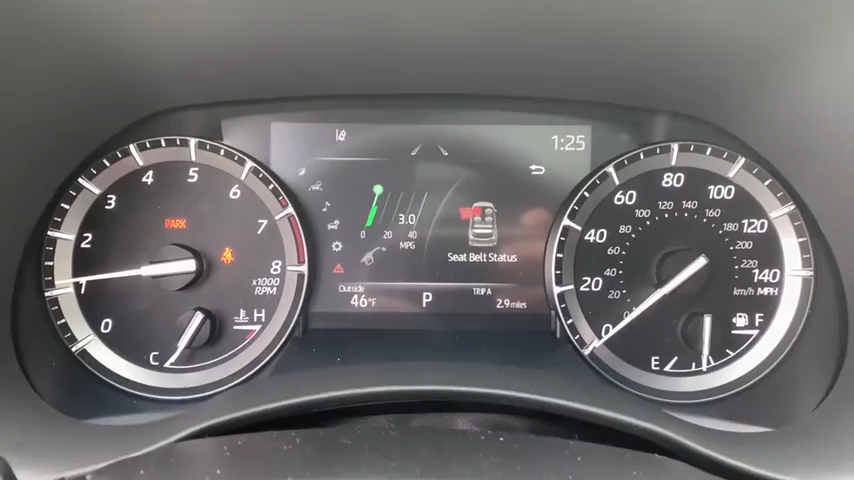 0
1
2
3
4
5
6
7
8
x1000
RPM
PARK
C
H
1:25
3.0
0 20 40
MPG
Seat Belt Status
Outside
46°F
P
TRIP A
2.9 miles
0
20
40
60
80
100
120
140
MPH
0
20
40
60
80
100
120
140
160
180
200
220
km/h
E
F